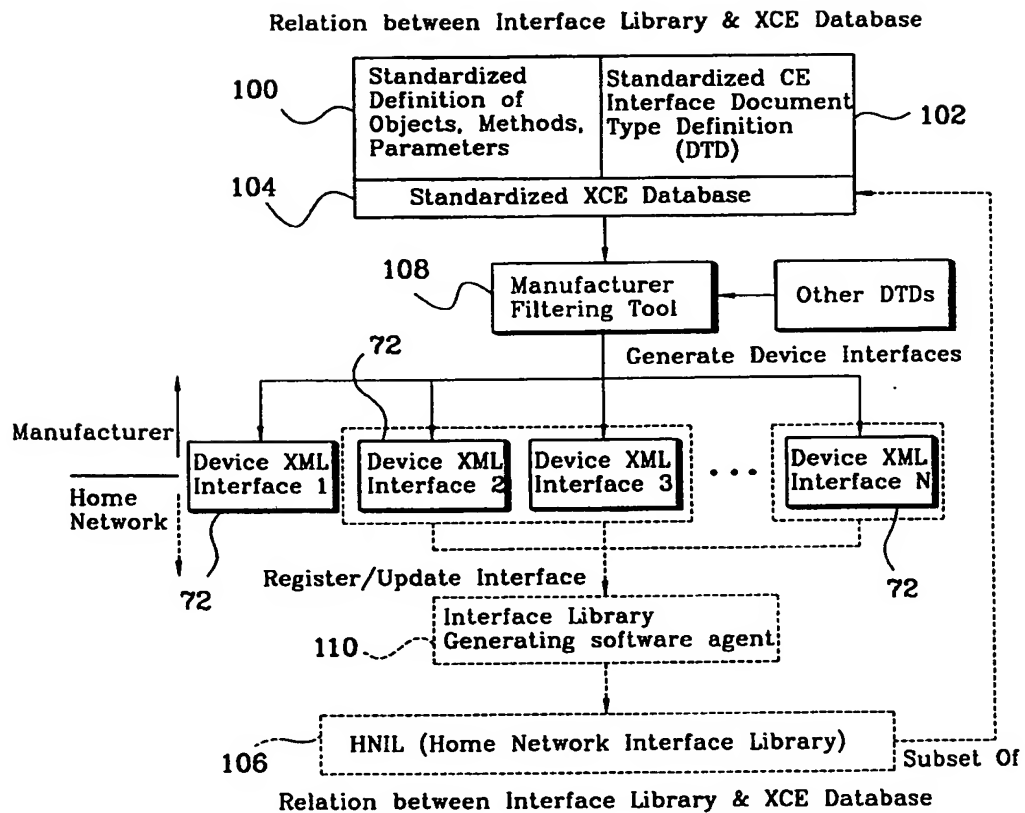 Relation between Interface Library & XCE Database
100
Standardized
Definition of
Objects, Methods,
Parameters
Standardized CE
Interface Document
Type Definition
(DTD)
102
104
Standardized XCE Database
108
Manufacturer
Filtering Tool
Other DTDs
72
Generate Device Interfaces
Manufacturer
Home
Network
Device XML
Interface 1
Device XML
Interface 2
Device XML
Interface 3
• • •
Device XML
Interface N
72
72
Register/Update Interface
Interface Library
Generating software agent
110
HNIL (Home Network Interface Library)
106
Subset Of
Relation between Interface Library & XCE Database